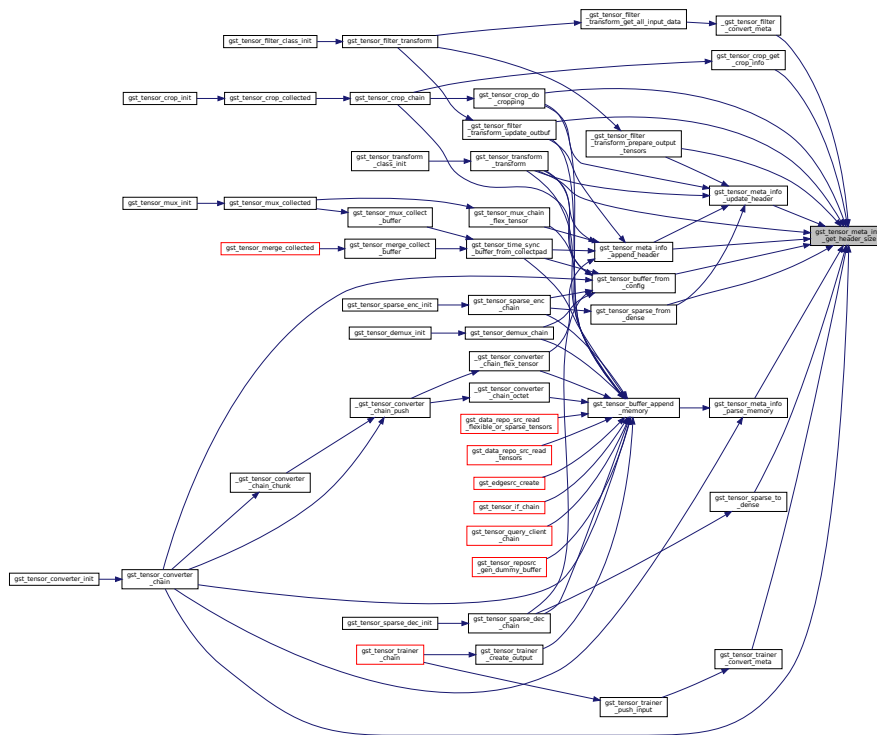 _gst_tensor_filter
_transform_get_all_input_data
_gst_tensor_filter
_convert_meta
gst_tensor_filter_class_init
gst_tensor_filter_transform
gst_tensor_crop_get
_crop_info
gst_tensor_crop_init
gst_tensor_crop_collected
gst_tensor_crop_chain
gst_tensor_crop_do
_cropping
_gst_tensor_filter
_transform_update_outbuf
_gst_tensor_filter
_transform_prepare_output
_tensors
gst_tensor_transform
_class_init
gst_tensor_transform
_transform
gst_tensor_meta_info
_update_header
gst_tensor_mux_init
gst_tensor_mux_collected
gst_tensor_mux_collect
_buffer
gst_tensor_mux_chain
_flex_tensor
gst_tensor_meta_info
_get_header_size
gst_tensor_merge_collected
gst_tensor_merge_collect
_buffer
gst_tensor_time_sync
_buffer_from_collectpad
gst_tensor_meta_info
_append_header
gst_tensor_buffer_from
_config
gst_tensor_sparse_enc_init
gst_tensor_sparse_enc
_chain
gst_tensor_sparse_from
_dense
gst_tensor_demux_init
gst_tensor_demux_chain
_gst_tensor_converter
_chain_flex_tensor
_gst_tensor_converter
_chain_push
_gst_tensor_converter
_chain_octet
gst_tensor_buffer_append
_memory
gst_tensor_meta_info
_parse_memory
gst_data_repo_src_read
_flexible_or_sparse_tensors
gst_data_repo_src_read
_tensors
_gst_tensor_converter
_chain_chunk
gst_edgesrc_create
gst_tensor_if_chain
gst_tensor_sparse_to
_dense
gst_tensor_query_client
_chain
gst_tensor_reposrc
_gen_dummy_buffer
gst_tensor_converter_init
gst_tensor_converter
_chain
gst_tensor_sparse_dec_init
gst_tensor_sparse_dec
_chain
gst_tensor_trainer
_chain
gst_tensor_trainer
_create_output
gst_tensor_trainer
_convert_meta
gst_tensor_trainer
_push_input